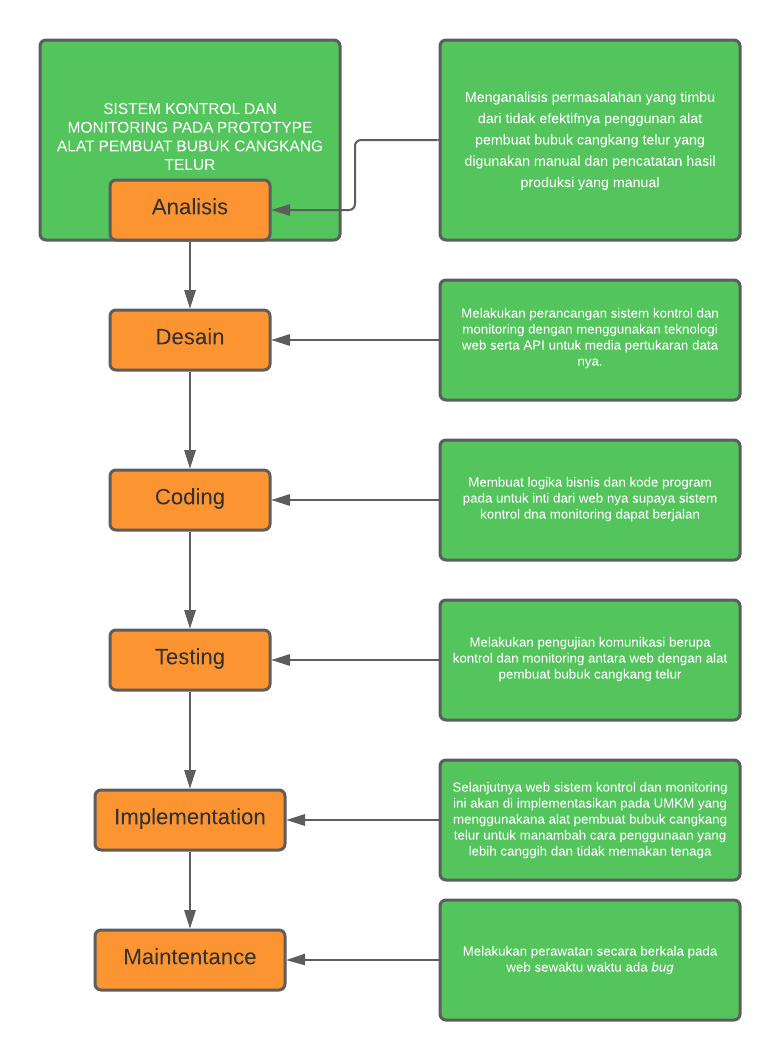 SISTEM KONTROL DAN
MONITORING PADA PROTOTYPE
ALAT PEMBUAT BUBUK CANGKANG
TELUR
Menganalisis permasalahan yang timbu
dari tidak efektifnya penggunan alat
pembuat bubuk cangkang telur yang
digunakan manual dan pencatatan hasil
produksi yang manual
Analisis
Desain
Melakukan perancangan sistem kontrol dan
monitoring dengan menggunakan teknologi
web serta API untuk media pertukaran data
nya.
Coding
Membuat logika bisnis dan kode program
pada untuk inti dari web nya supaya sistem
kontrol dna monitoring dapat berjalan
Testing
Melakukan pengujian komunikasi berupa
kontrol dan monitoring antara web dengan alat
pembuat bubuk cangkang telur
Implementation
Selanjutnya web sistem kontrol dan monitoring
ini akan di implementasikan pada UMKM yang
menggunakana alat pembuat bubuk cangkang
telur untuk manambah cara penggunaan yang
lebih canggih dan tidak memakan tenaga
Maintentance
Melakukan perawatan secara berkala pada
web sewaktu waktu ada bug